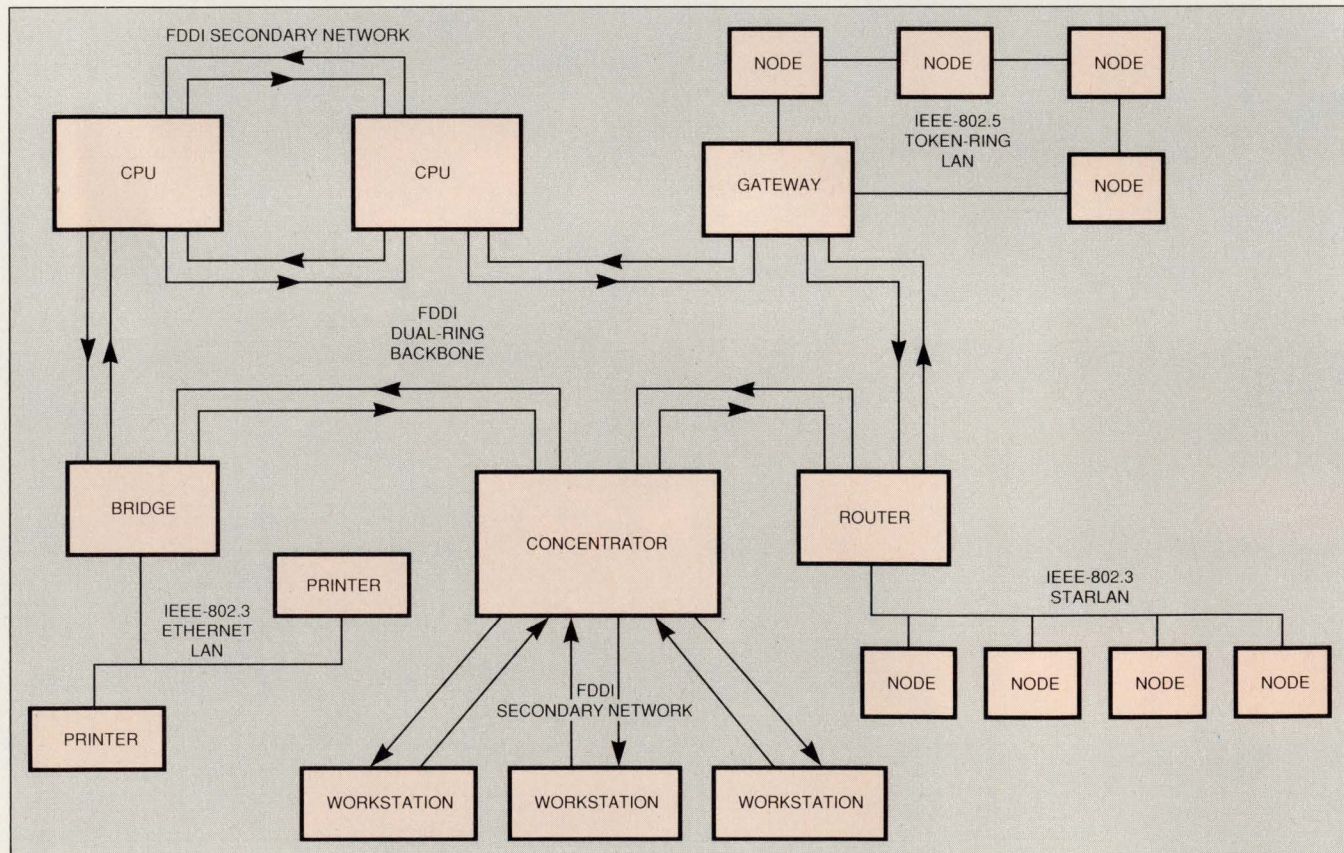 FDDI SECONDARY NETWORK
NODE
NODE
NODE
CPU
CPU
GATEWAY
IEEE-802.5
TOKEN-RING
LAN
NODE
FDDI
DUAL-RING
BACKBONE
BRIDGE
CONCENTRATOR
ROUTER
PRINTER
IEEE-802.3
ETHERNET
LAN
IEEE-802.3
STARLAN
PRINTER
FDDI
SECONDARY NETWORK
NODE
NODE
NODE
NODE
WORKSTATION
WORKSTATION
WORKSTATION